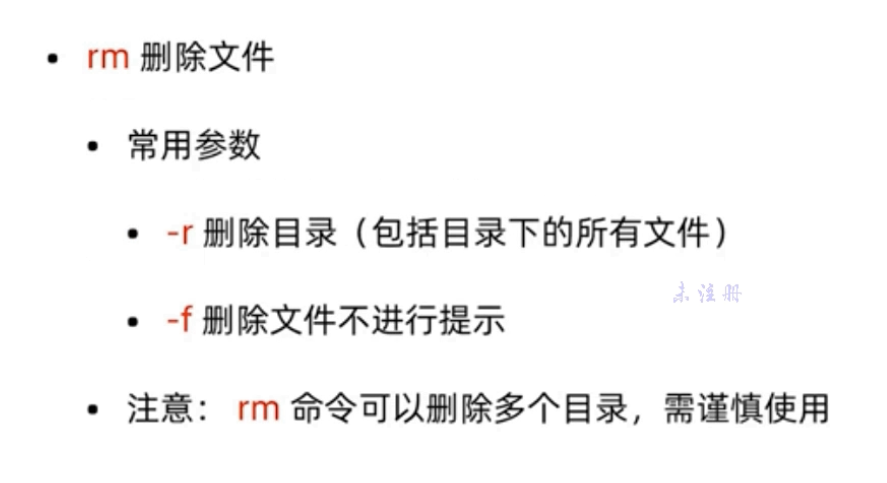 rm 删除文件
常用参数
-r 删除目录（包括目录下的所有文件）
未注册
-f 删除文件不进行提示
注意： rm 命令可以删除多个目录，需谨慎使用